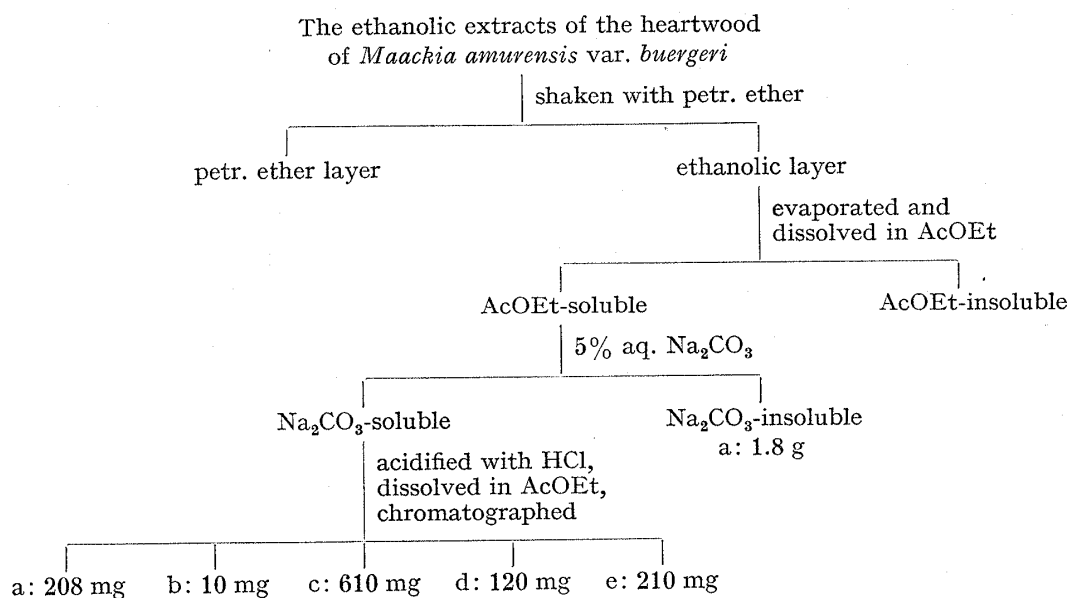 The ethanolic extracts of the heartwood
of Maackia amurensis var. buergeri
shaken with petr. ether
petr. ether layer
ethanolic layer
evaporated and
dissolved in AcOEt
AcOEt-soluble
AcOEt-insoluble
5% aq. Na₂CO₃
Na₂CO₃-soluble
Na₂CO₃-insoluble
a: 1.8 g
acidified with HCl,
dissolved in AcOEt,
chromatographed
a: 208 mg
b: 10 mg
c: 610 mg
d: 120 mg
e: 210 mg